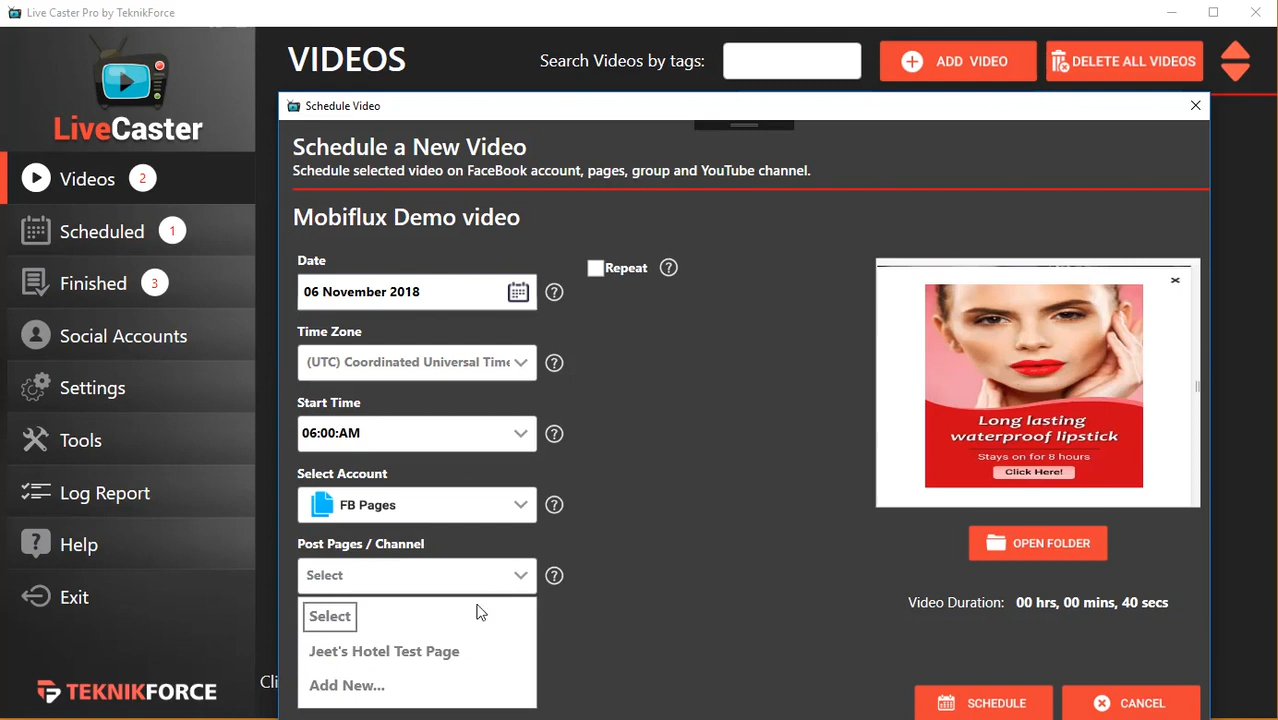 Live Caster Pro by TeknikForce
LiveCaster
Videos 2
Scheduled 1
Finished 3
Social Accounts
Settings
Tools
Log Report
Help
Exit
TEKNIKFORCE
VIDEOS
Search Videos by tags:
ADD VIDEO
DELETE ALL VIDEOS
Schedule Video
Schedule a New Video
Schedule selected video on FaceBook account, pages, group and YouTube channel.
Mobiflux Demo video
Date
06 November 2018
Repeat
Time Zone
(UTC) Coordinated Universal Time
Start Time
06:00:AM
Select Account
FB Pages
Post Pages / Channel
Select
Select
Jeet's Hotel Test Page
Add New...
Long lasting
waterproof lipstick
Stays on for 8 hours
Click Here!
OPEN FOLDER
Video Duration: 00 hrs, 00 mins, 40 secs
SCHEDULE
CANCEL